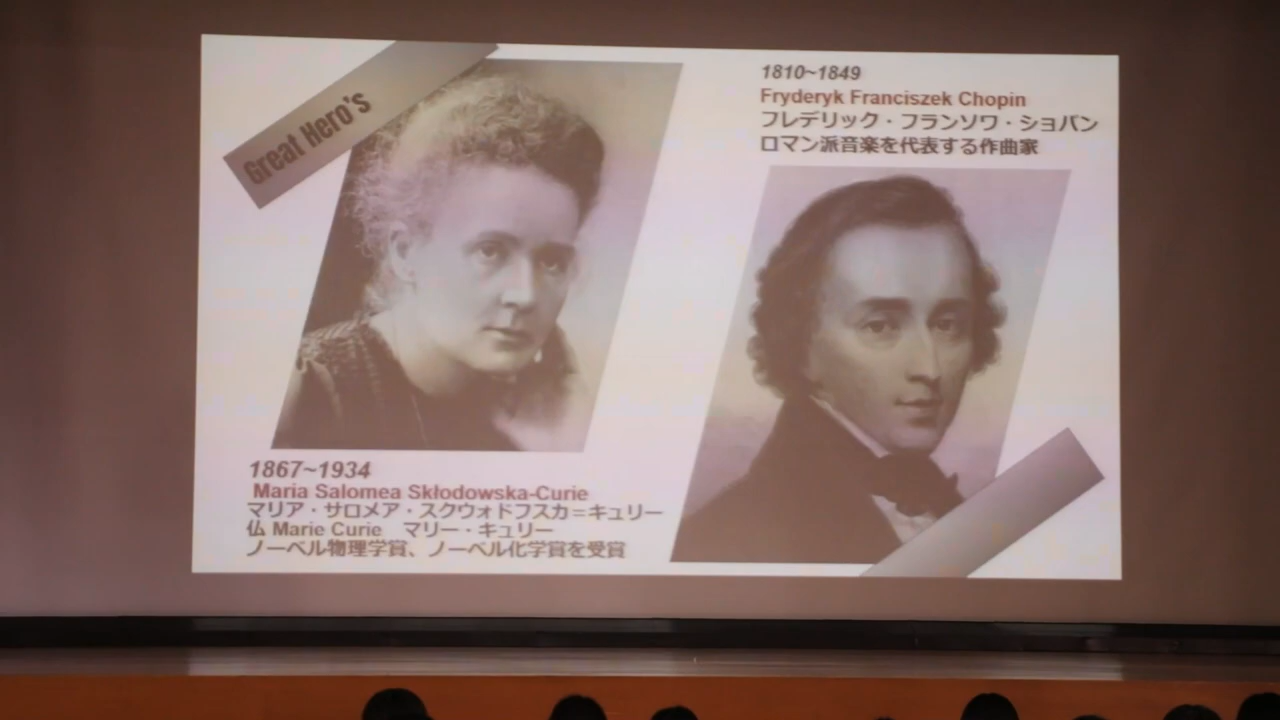 Great Hero's
1867~1934
Maria Salomea Skłodowska-Curie
マリア・サロメア・スクウォドフスカ=キュリー
仏 Marie Curie　マリー・キュリー
ノーベル物理学賞、ノーベル化学賞を受賞
1810~1849
Fryderyk Franciszek Chopin
フレデリック・フランソワ・ショパン
ロマン派音楽を代表する作曲家